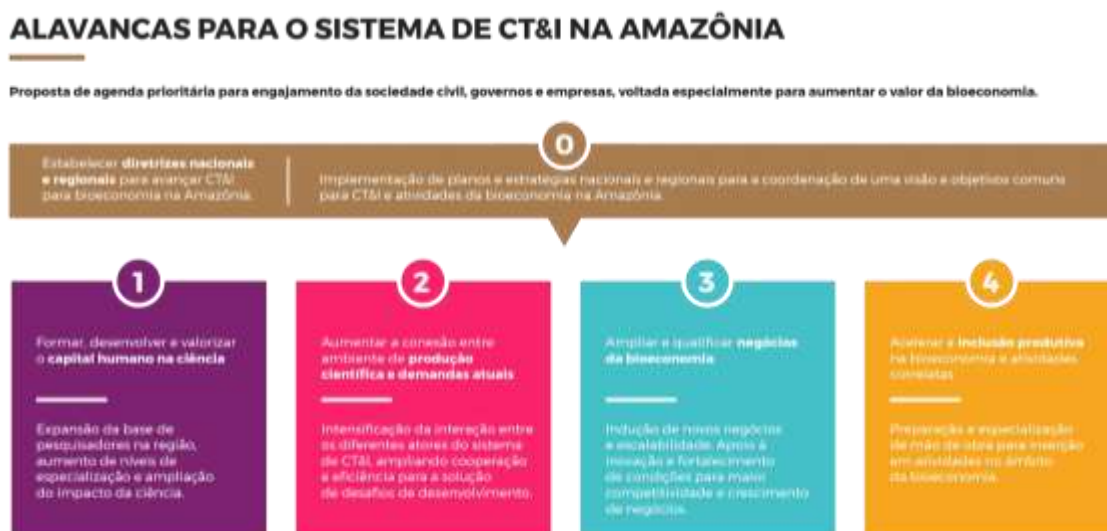 ALAVANCAS PARA O SISTEMA DE CT&I NA AMAZÔNIA
Proposta de agenda prioritária para engajamento da sociedade civil, governos e empresas, voltada especialmente para aumentar o valor da bioeconomia.
0
Estabelecer diretrizes nacionais
e regionais para avançar CT&I
para bioeconomia na Amazônia.
Implementação de planos e estratégias nacionais e regionais para a coordenação de uma visão e objetivos comuns
para CT&I e atividades da bioeconomia na Amazônia.
1
Formar, desenvolver e valorizar
o capital humano na ciência
Expansão da base de
pesquisadores na região,
aumento de níveis de
especialização e ampliação
do impacto da ciência.
2
Aumentar a conexão entre
ambiente de produção
científica e demandas atuais
Intensificação da interação entre
os diferentes atores do sistema
de CT&I, ampliando cooperação
e eficiência para a solução
de desafios de desenvolvimento.
3
Ampliar e qualificar negócios
da bioeconomia
Indução de novos negócios
e escalabilidade. Apoio à
inovação e fortalecimento
de condições para maior
competitividade e crescimento
de negócios.
4
Acelerar a inclusão produtiva
na bioeconomia e atividades
correlatas
Preparação e especialização
de mão de obra para inserção
em atividades no âmbito
da bioeconomia.